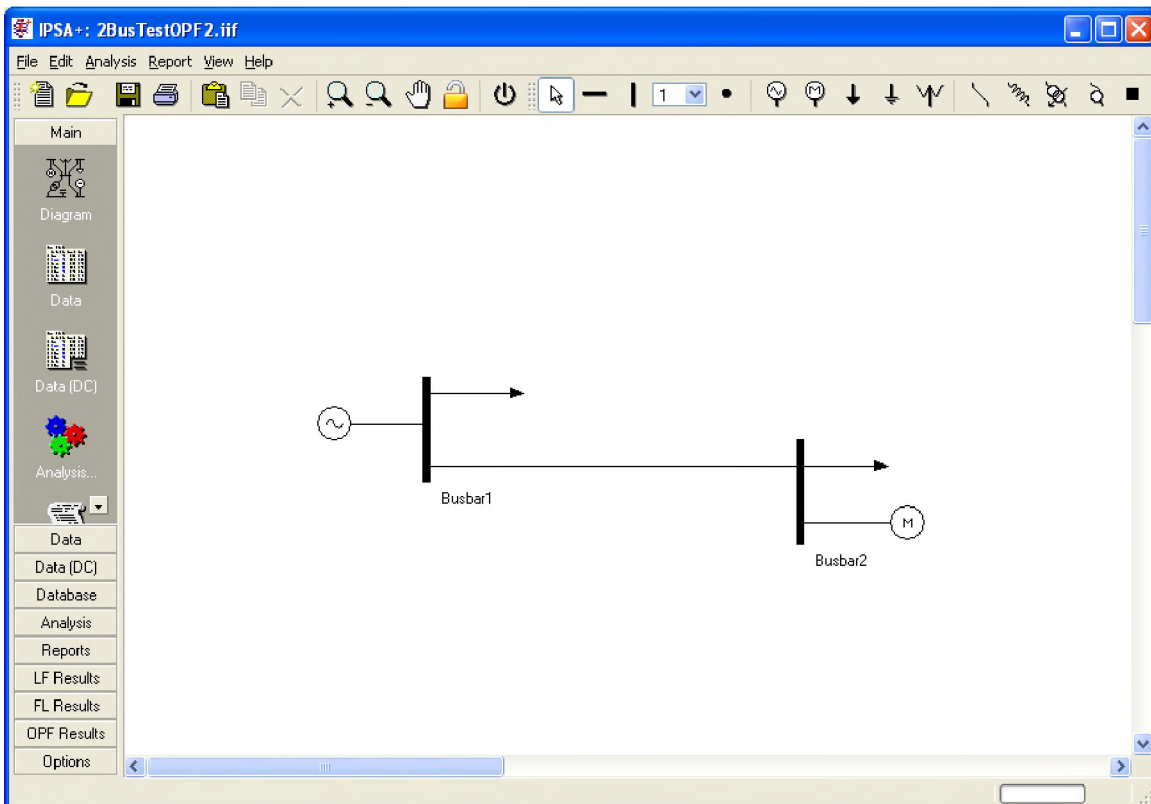 IPSA+: 2BusTestOPF2.iif
File Edit Analysis Report View Help
1
M
Main
Diagram
Data
Data (DC)
Analysis...
Data
Data (DC)
Database
Analysis
Reports
LF Results
FL Results
OPF Results
Options
Busbar1
M
Busbar2